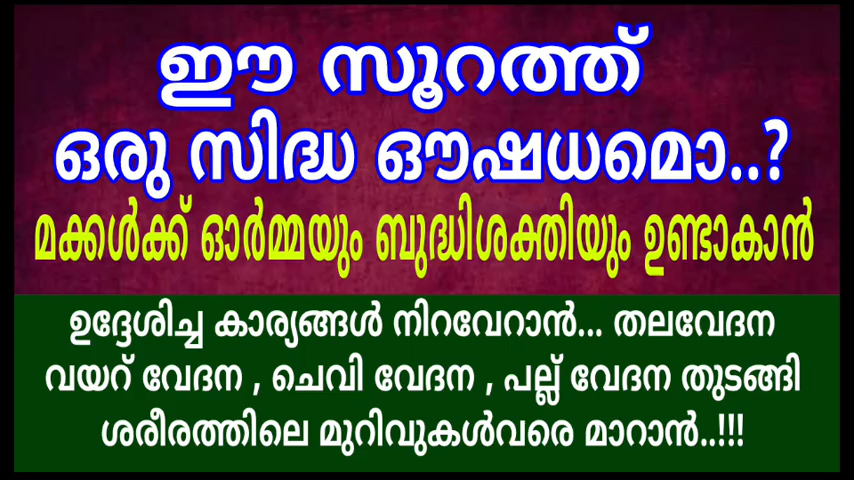 ഈ സൂറത്ത്
ഒരു സിദ്ധ ഔഷധമൊ..?
മക്കൾക്ക് ഓർമ്മയും ബുദ്ധിശക്തിയും ഉണ്ടാകാൻ
ഉദ്ദേശിച്ച കാര്യങ്ങൾ നിറവേറാൻ... തലവേദന
വയറ് വേദന , ചെവി വേദന , പല്ല് വേദന തുടങ്ങി
ശരീരത്തിലെ മുറിവുകൾവരെ മാറാൻ..!!!